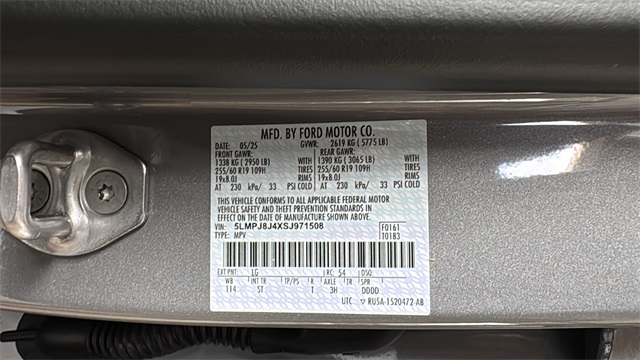 MFD. BY FORD MOTOR CO.
DATE: 05/25 GVWR: 2619 KG ( 5775 LB)
FRONT GAWR: REAR GAWR:
1338 KG ( 2950 LB) WITH 1390 KG ( 3065 LB) WITH
255/60 R19 109H TIRES 255/60 R19 109H TIRES
19x8.0J RIMS 19x8.0J RIMS
AT 230 kPa/ 33 PSI COLD AT 230 kPa/ 33 PSI COLD
THIS VEHICLE CONFORMS TO ALL APPLICABLE FEDERAL MOTOR
VEHICLE SAFETY AND THEFT PREVENTION STANDARDS IN
EFFECT ON THE DATE OF MANUFACTURE SHOWN ABOVE.
VIN: 5LMPJ8J4XSJ971508 F0161
TYPE: MPV T0183
EXT PNT: LG RC: 54 DSO:
WB INT TR TP/PS R AXLE TR SPR
114 ST T 3H DDDD
UTC ▽ RU5A-1520472-AB